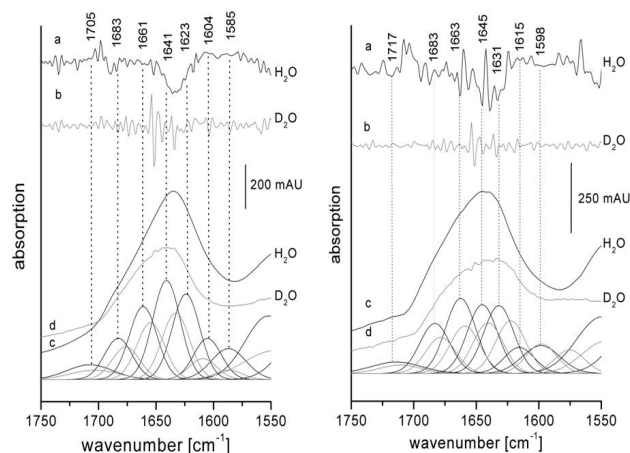 1705 1683 1661 1641 1623 1604 1585
a
H₂O
b
D₂O
200 mAU
H₂O
D₂O
d
c
absorption
1750 1700 1650 1600 1550
wavenumber [cm⁻¹]
1717 1683 1663 1645 1631 1615 1598
a
H₂O
b
D₂O
250 mAU
H₂O
D₂O
c
d
absorption
1750 1700 1650 1600 1550
wavenumber [cm⁻¹]